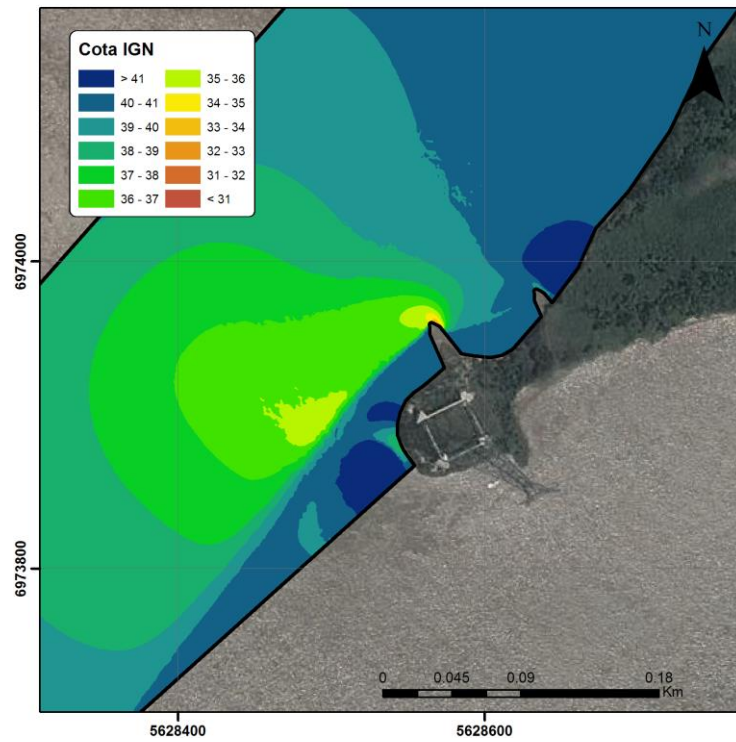 Cota IGN
> 41
40 - 41
39 - 40
38 - 39
37 - 38
36 - 37
35 - 36
34 - 35
33 - 34
32 - 33
31 - 32
< 31
N
6974000
6973800
0 0.045 0.09 0.18
Km
5628400 5628600